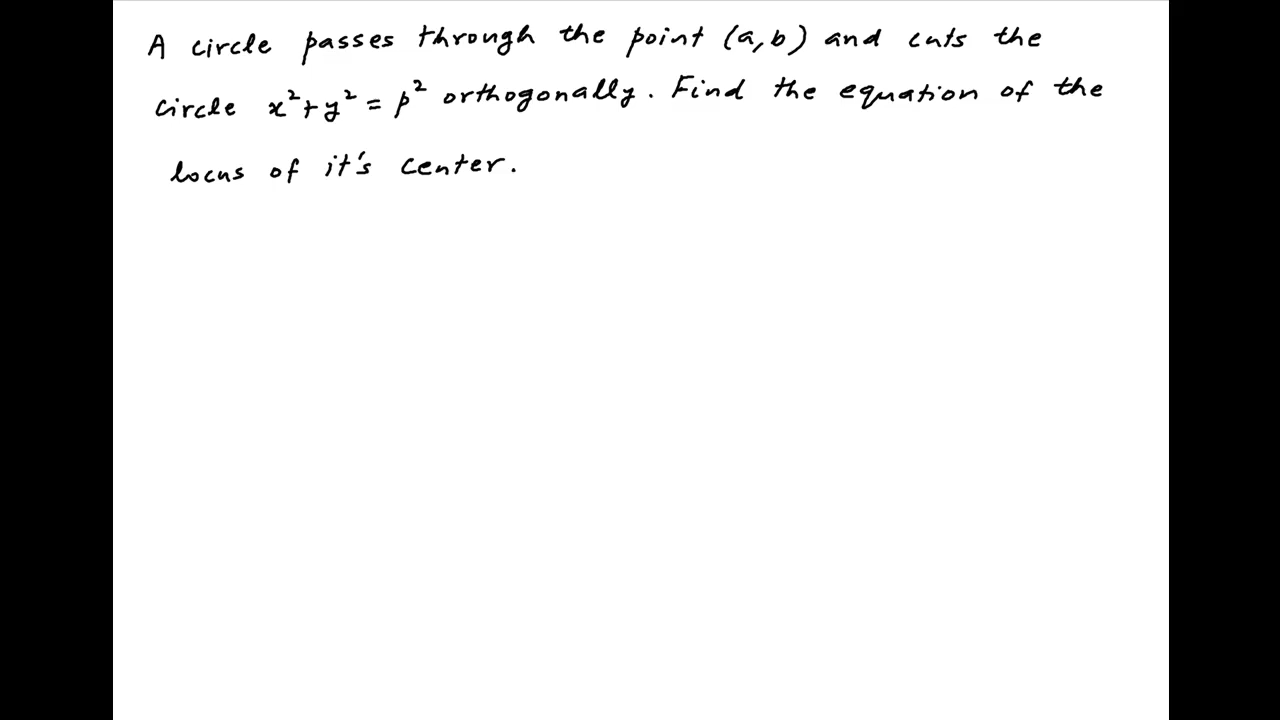 A circle passes through the point (a,b) and cuts the
circle x² + y² = p² orthogonally. Find the equation of the
locus of it's center.